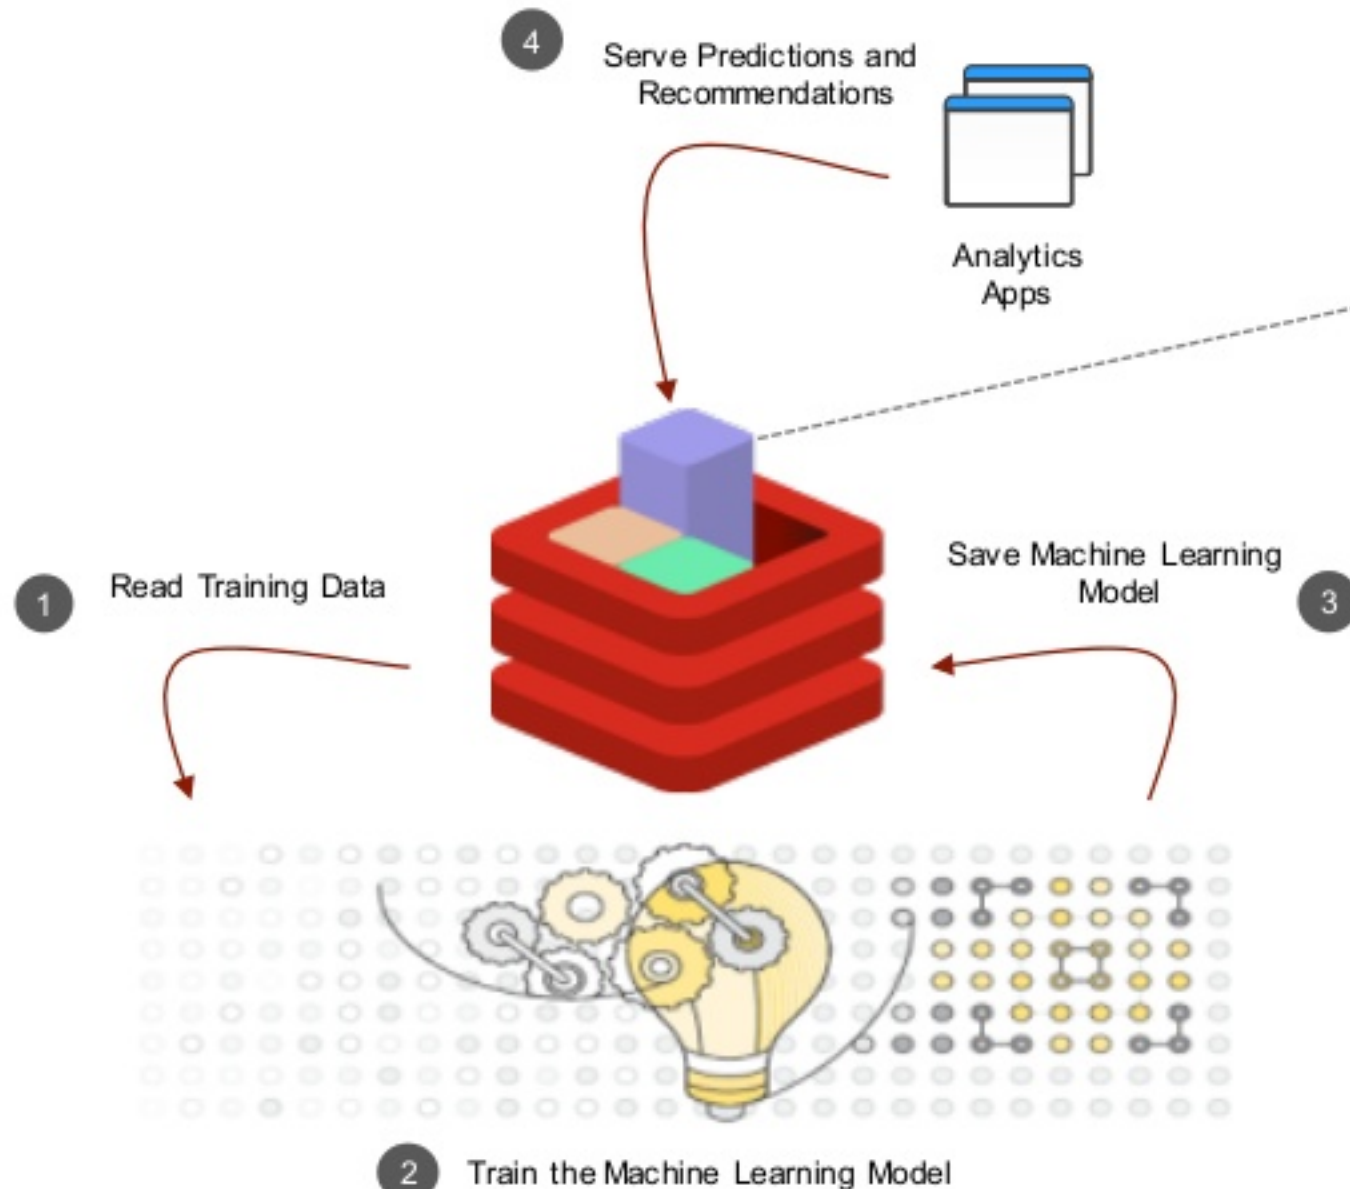 4
Serve Predictions and
Recommendations
Analytics
Apps
1
Read Training Data
Save Machine Learning
Model
3
2
Train the Machine Learning Model